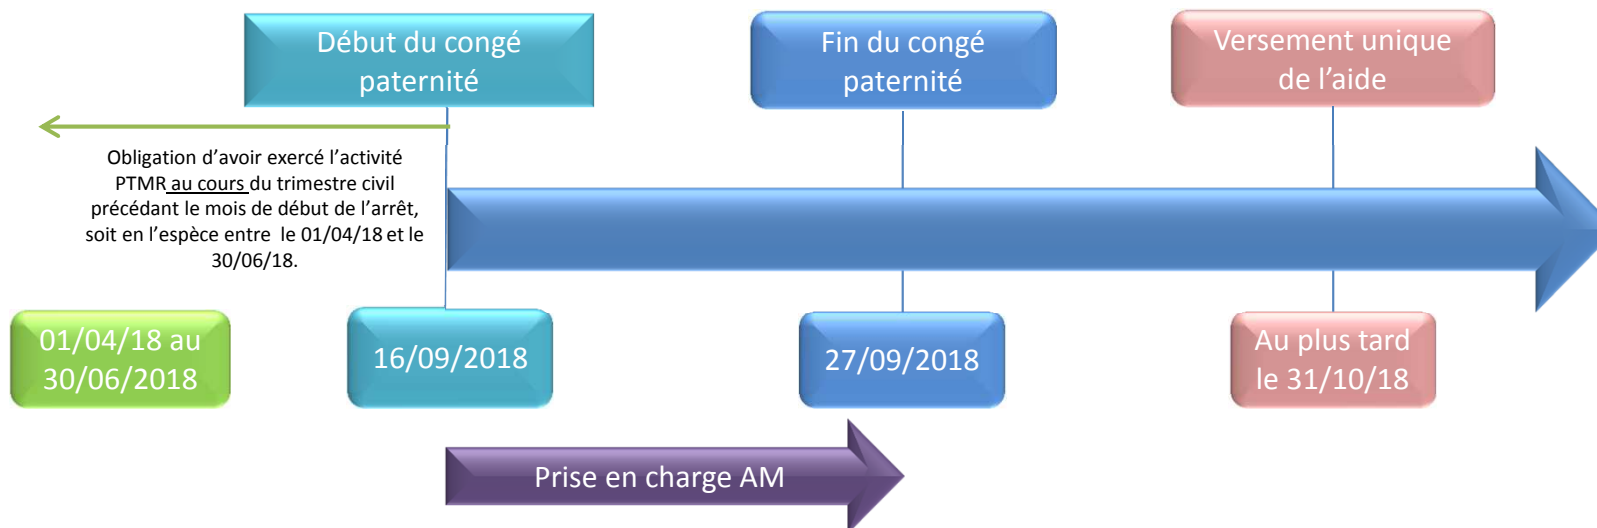 Début du congé
paternité
Fin du congé
paternité
Versement unique
de l’aide
Obligation d’avoir exercé l’activité
PTMR au cours du trimestre civil
précédant le mois de début de l’arrêt,
soit en l’espèce entre le 01/04/18 et le
30/06/18.
01/04/18 au
30/06/2018
16/09/2018
27/09/2018
Au plus tard
le 31/10/18
Prise en charge AM